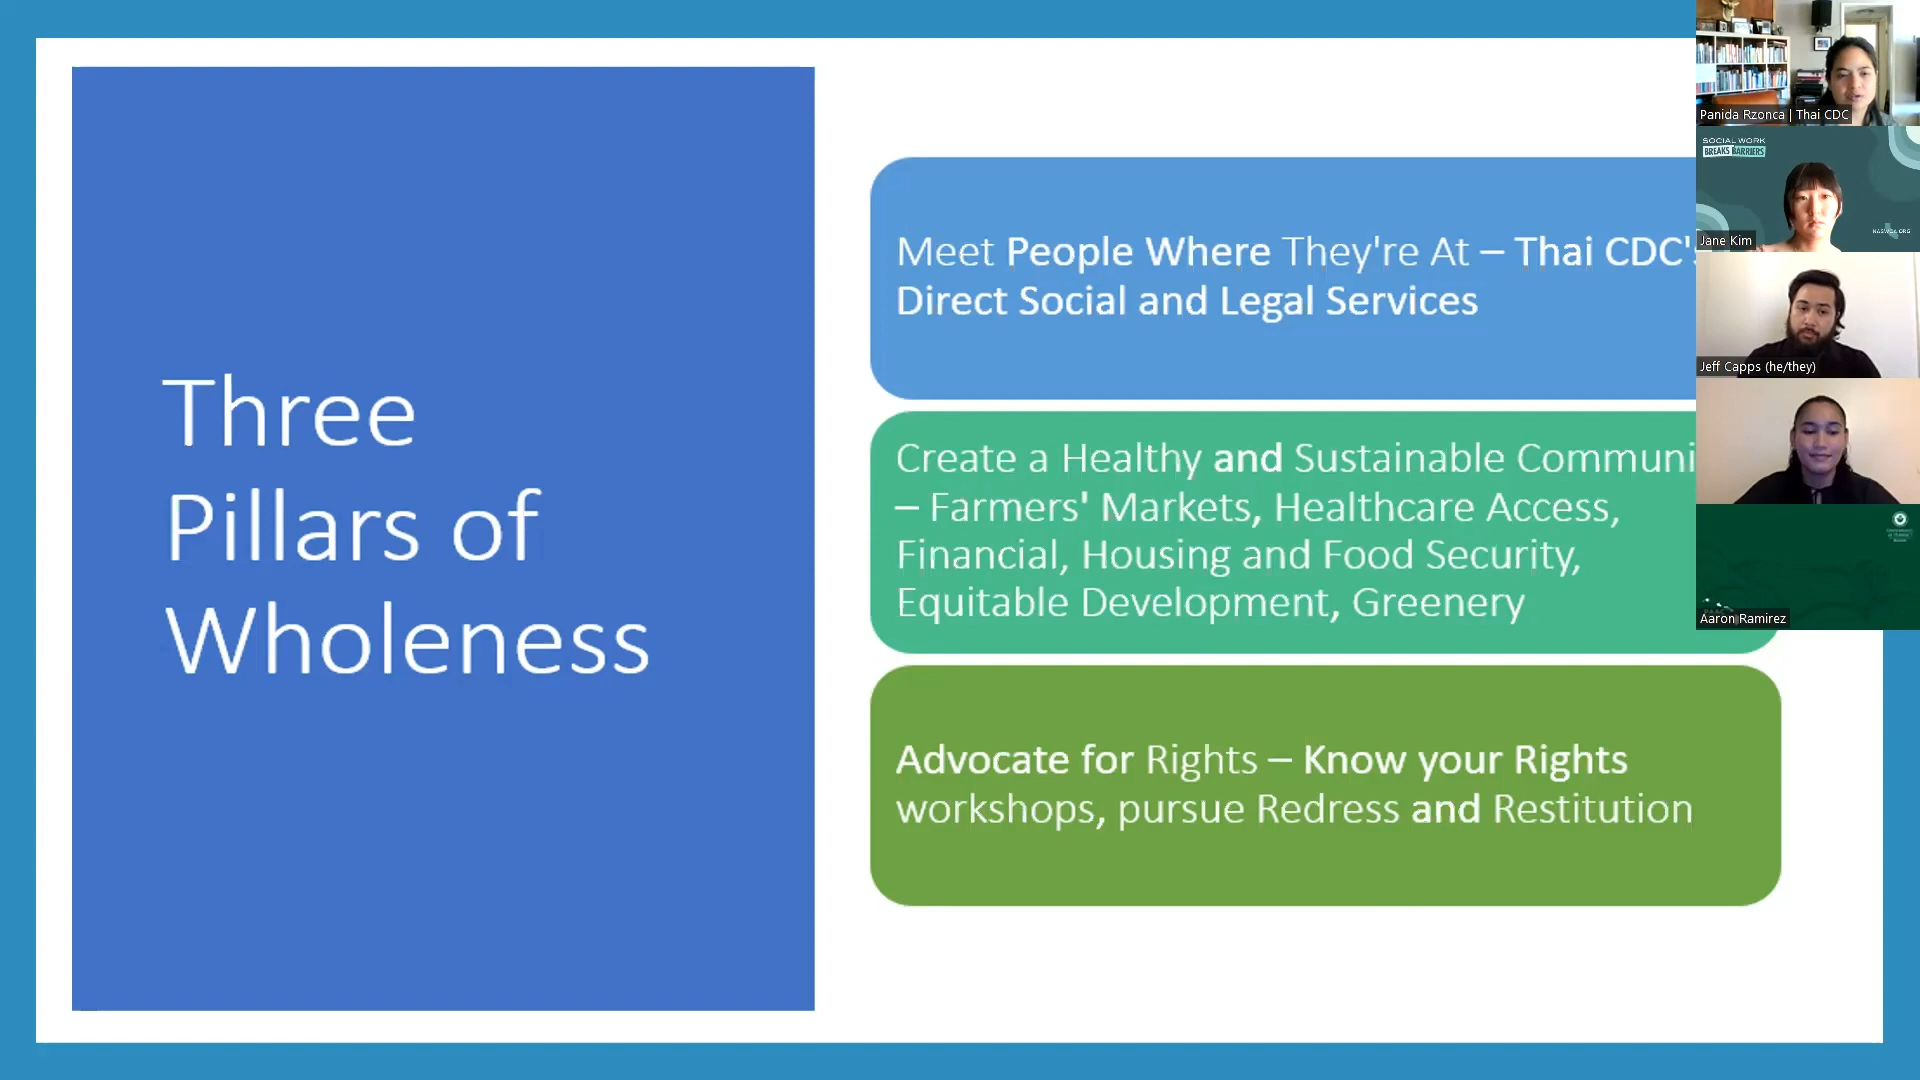 Three
Pillars of
Wholeness
Meet People Where They're At – Thai CDC's
Direct Social and Legal Services
Create a Healthy and Sustainable Communi
– Farmers' Markets, Healthcare Access,
Financial, Housing and Food Security,
Equitable Development, Greenery
Advocate for Rights – Know your Rights
workshops, pursue Redress and Restitution
Panida Rzonca | Thai CDC
SOCIAL WORK
BREAKS BARRIERS
NASWCA.ORG
Jane Kim
Jeff Capps (he/they)
Aaron Ramirez